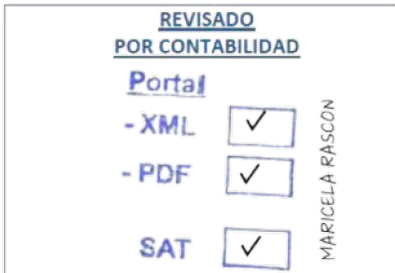 REVISADO
POR CONTABILIDAD
Portal
- XML ✓
- PDF ✓
SAT ✓
MARICELA RASCON